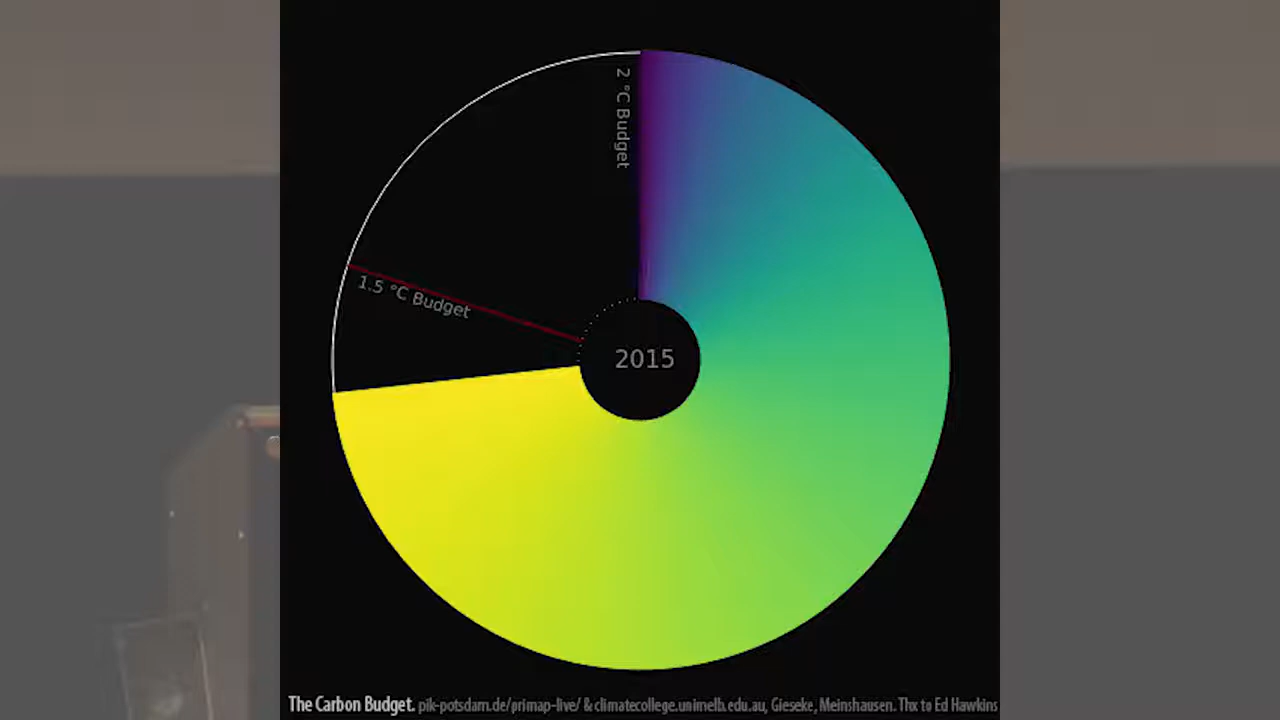 2 °C Budget
1.5 °C Budget
2015
The Carbon Budget. pik-potsdam.de/primap-live/ & climatecollege.unimelb.edu.au, Gieseke, Meinshausen. Thx to Ed Hawkins